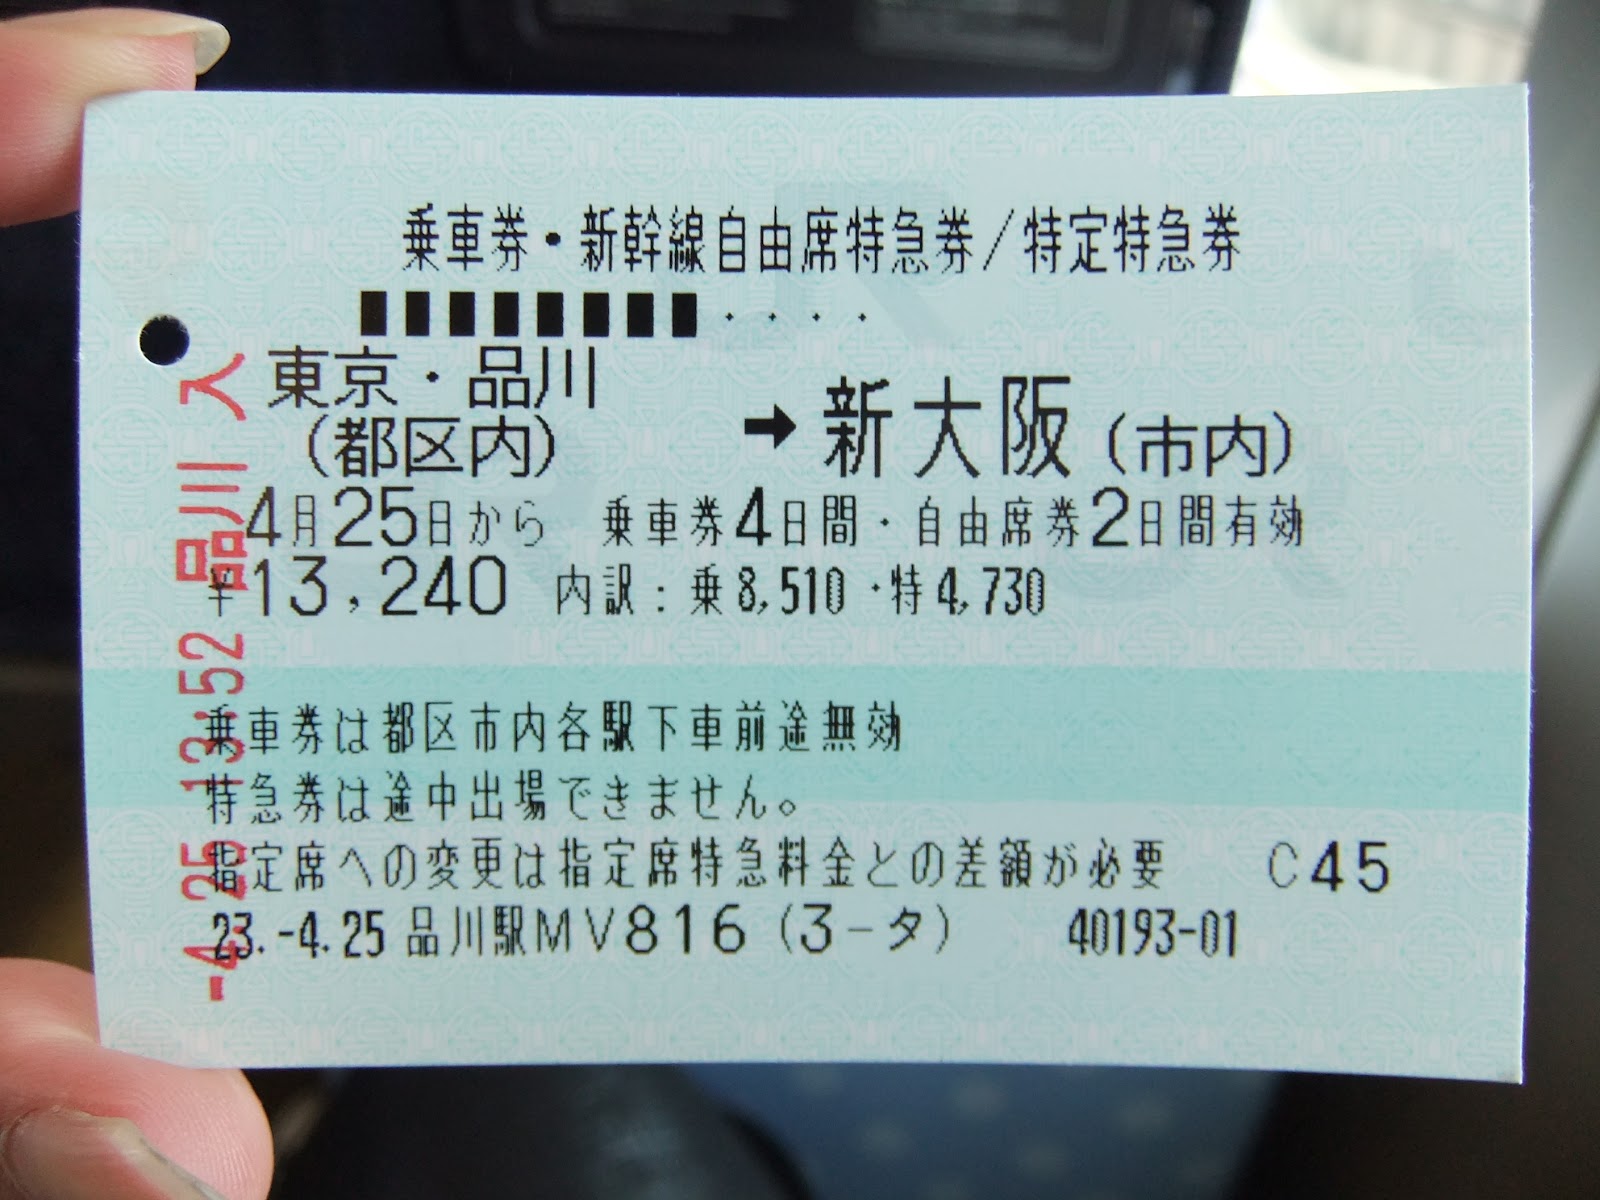 乗車券・新幹線自由席特急券/特定特急券
東京・品川
(都区内)
➡ 新大阪(市内)
4月25日から 乗車券4日間・自由席券2日間有効
¥13,240 内訳:乗8,510・特4,730
乗車券は都区市内各駅下車前途無効
特急券は途中出場できません。
指定席への変更は指定席特急料金との差額が必要 C45
23.-4.25 品川駅MV816 (3-タ) 40193-01
-4.25 13:52 品川 入